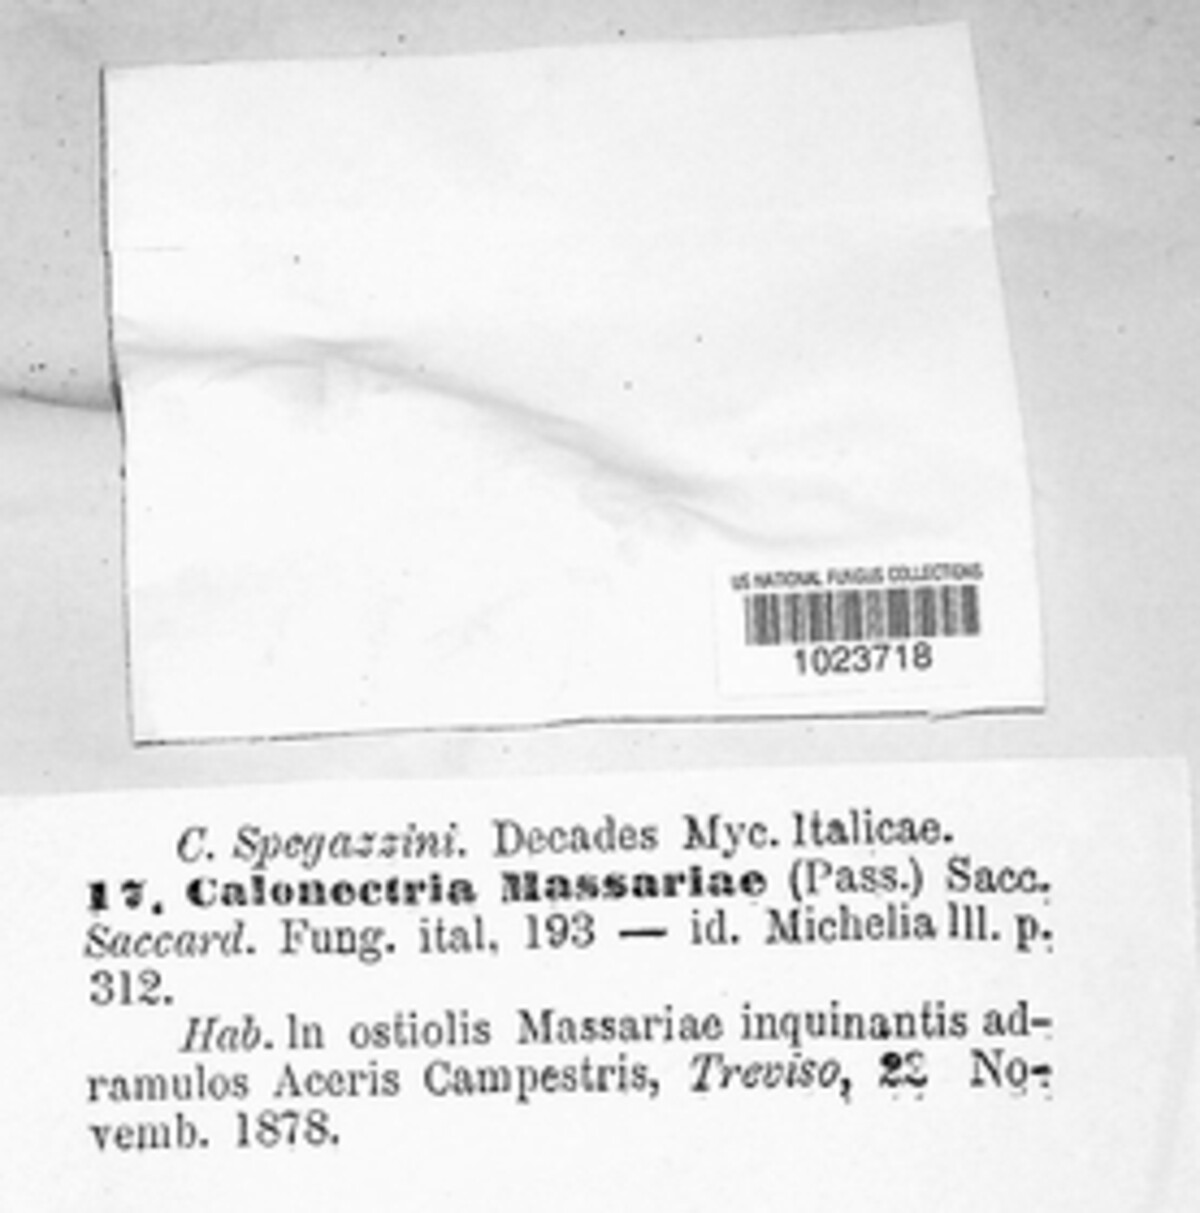 US NATIONAL FUNGUS COLLECTIONS
1023718
C. Spegazzini. Decades Myc. Italicae.
17. Calonectria Massariae (Pass.) Sacc.
Saccard. Fung. ital. 193 — id. Michelia III. p.
312.
Hab. In ostiolis Massariae inquinantis ad-
ramulos Aceris Campestris, Treviso, 22 No-
vemb. 1878.